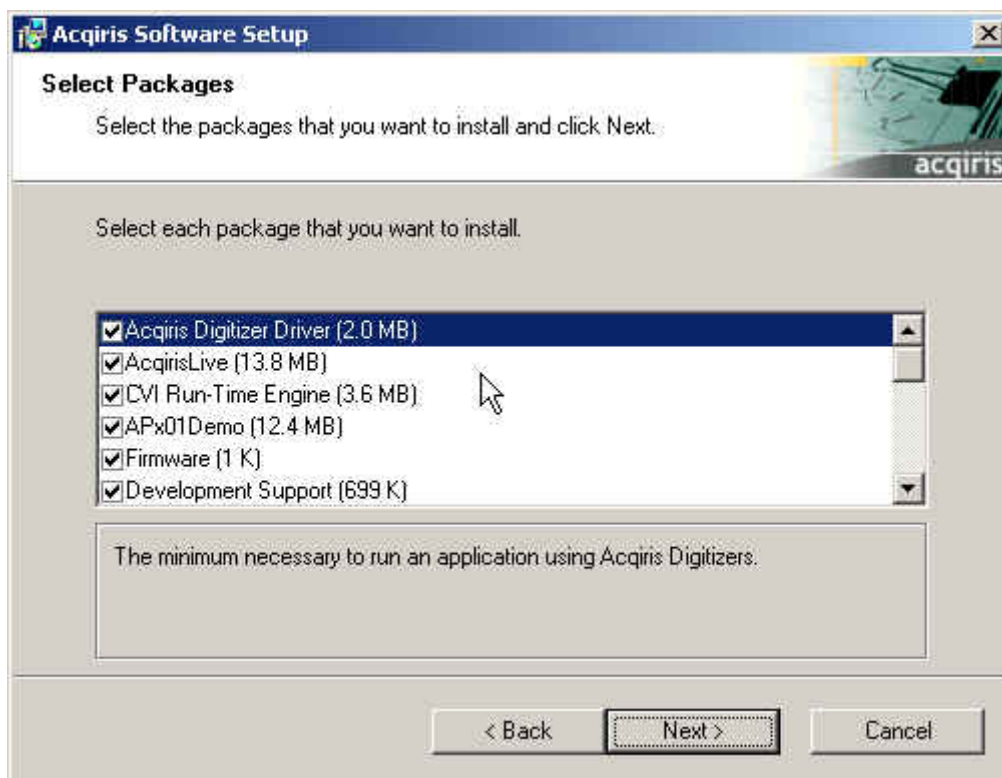 Acqiris Software Setup
Select Packages
Select the packages that you want to install and click Next.
acqiris
Select each package that you want to install.
Acqiris Digitizer Driver (2.0 MB)
AcqirisLive (13.8 MB)
CVI Run-Time Engine (3.6 MB)
APx01Demo (12.4 MB)
Firmware (1 K)
Development Support (699 K)
The minimum necessary to run an application using Acqiris Digitizers.
< Back
Next >
Cancel